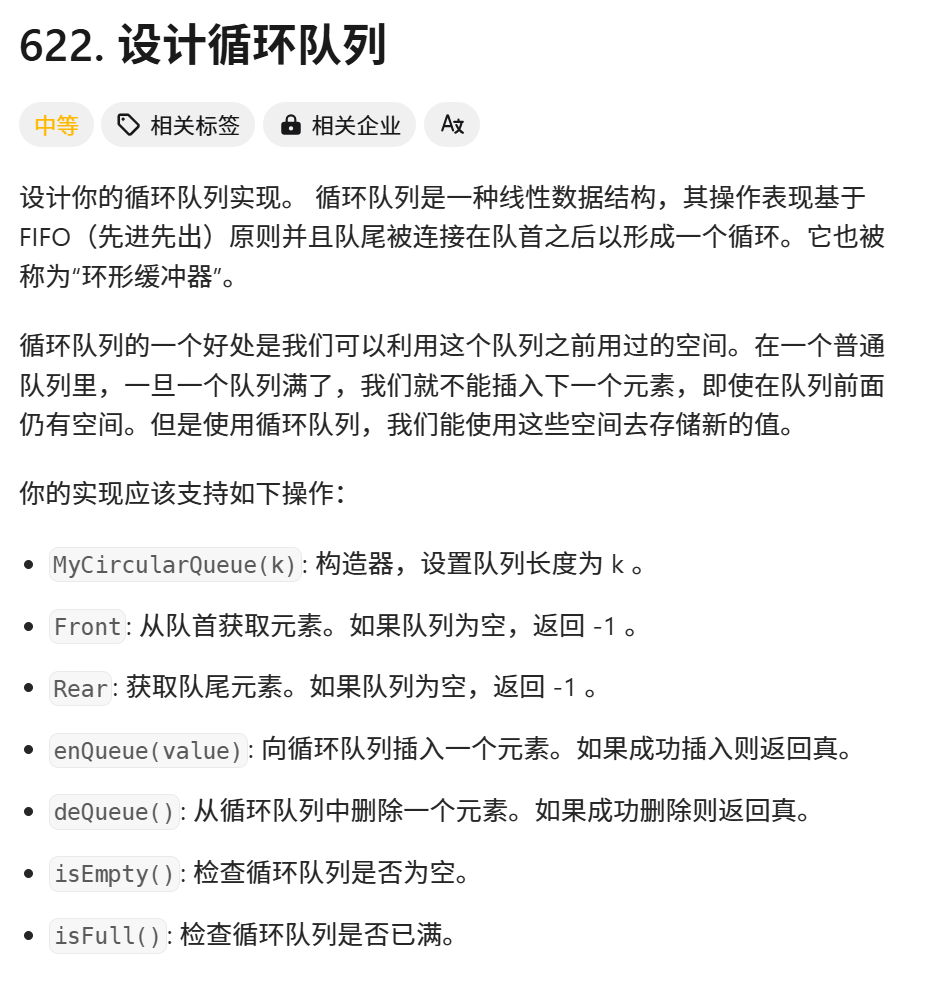 622. 设计循环队列
中等 相关标签 相关企业
设计你的循环队列实现。 循环队列是一种线性数据结构，其操作表现基于
FIFO（先进先出）原则并且队尾被连接在队首之后以形成一个循环。它也被
称为“环形缓冲器”。
循环队列的一个好处是我们可以利用这个队列之前用过的空间。在一个普通
队列里，一旦一个队列满了，我们就不能插入下一个元素，即使在队列前面
仍有空间。但是使用循环队列，我们能使用这些空间去存储新的值。
你的实现应该支持如下操作：
• MyCircularQueue(k): 构造器，设置队列长度为 k 。
• Front: 从队首获取元素。如果队列为空，返回 -1 。
• Rear: 获取队尾元素。如果队列为空，返回 -1 。
• enQueue(value): 向循环队列插入一个元素。如果成功插入则返回真。
• deQueue(): 从循环队列中删除一个元素。如果成功删除则返回真。
• isEmpty(): 检查循环队列是否为空。
• isFull(): 检查循环队列是否已满。